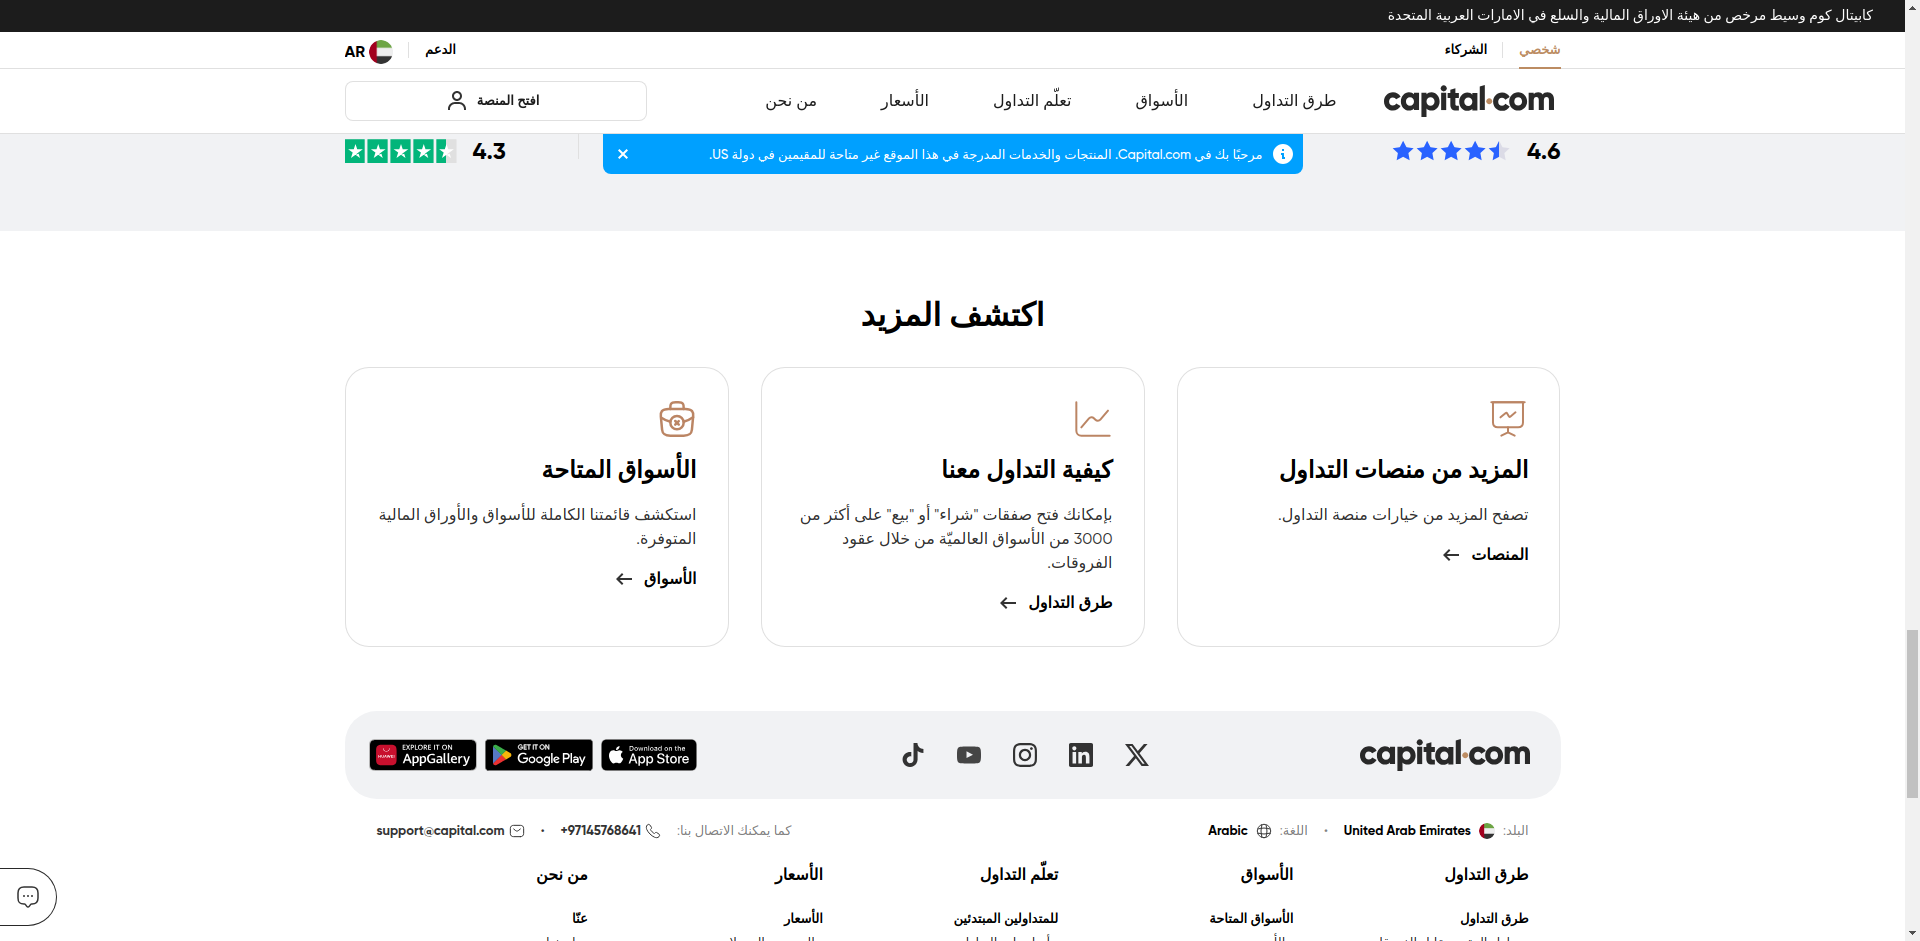 كابيتال كوم وسيط مرخص من هيئة الاوراق المالية والسلع في الامارات العربية المتحدة
شخصي
الشركاء
الدعم
AR
capital.com
طرق التداول
الأسواق
تعلّم التداول
الأسعار
من نحن
افتح المنصة
4.6
مرحبًا بك في Capital.com. المنتجات والخدمات المدرجة في هذا الموقع غير متاحة للمقيمين في دولة US.
4.3
اكتشف المزيد
المزيد من منصات التداول
تصفح المزيد من خيارات منصة التداول.
المنصات
كيفية التداول معنا
بإمكانك فتح صفقات "شراء" أو "بيع" على أكثر من
3000 من الأسواق العالميّة من خلال عقود
الفروقات.
طرق التداول
الأسواق المتاحة
استكشف قائمتنا الكاملة للأسواق والأوراق المالية
المتوفرة.
الأسواق
capital.com
Download on the
App Store
GET IT ON
Google Play
EXPLORE IT ON
AppGallery
HUAWEI
البلد: United Arab Emirates • اللغة: Arabic
كما يمكنك الاتصال بنا: +97145768641 • support@capital.com
طرق التداول
الأسواق
تعلّم التداول
الأسعار
من نحن
طرق التداول
الأسواق المتاحة
للمتداولين المبتدئين
الأسعار
عنّا